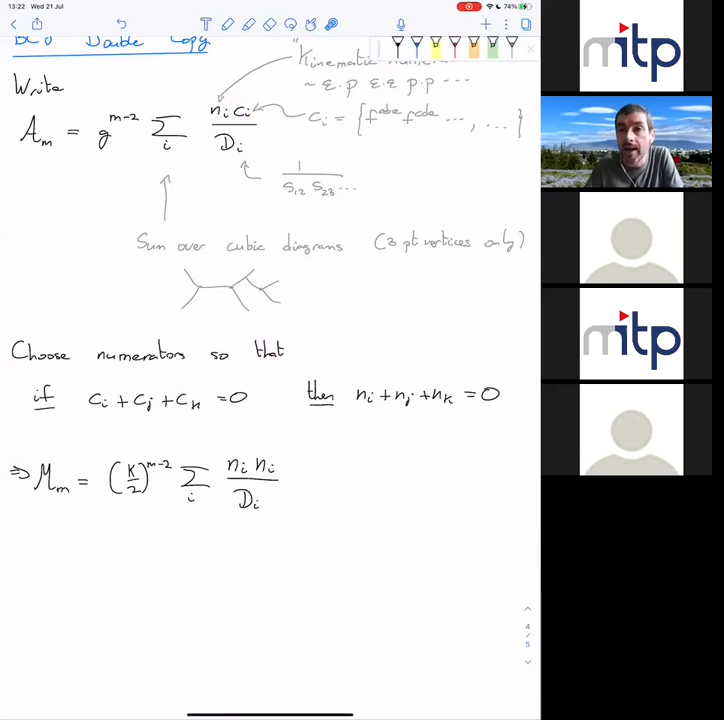 13:22 Wed 21 Jul
74%
BCJ Double Copy
Write
Kinematic
~ ε.p ε.ε p.p ...
A_m = g^{m-2} Σ_i n_i c_i / D_i
c_i = { f^{abe} f^{cde} ..., ... }
1 / S_12 S_23 ...
Sum over cubic diagrams (3 pt vertices only)
Choose numerators so that
if c_i + c_j + c_k = 0 then n_i + n_j + n_k = 0
⇒ M_m = (K/2)^{m-2} Σ_i n_i n_i / D_i
4
/
5
mitp
mitp